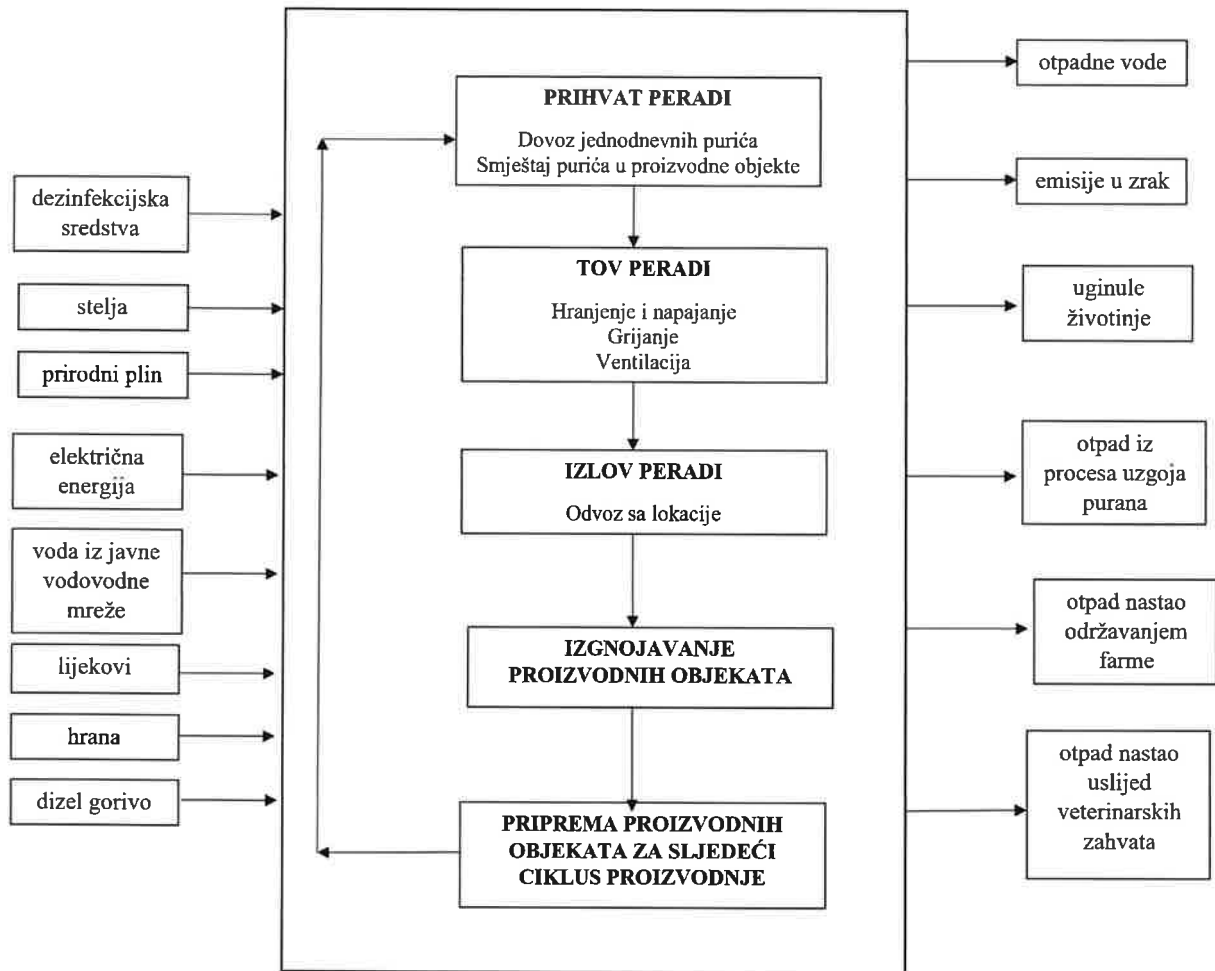 dezinfekcijska
sredstva
stelja
prirodni plin
električna
energija
voda iz javne
vodovodne
mreže
lijekovi
hrana
dizel gorivo
PRIHVAT PERADI
Dovoz jednodnevnih purića
Smještaj purića u proizvodne objekte
TOV PERADI
Hranjenje i napajanje
Grijanje
Ventilacija
IZLOV PERADI
Odvoz sa lokacije
IZGNOJAVANJE
PROIZVODNIH OBJEKATA
PRIPREMA PROIZVODNIH
OBJEKATA ZA SLJEDEĆI
CIKLUS PROIZVODNJE
otpadne vode
emisije u zrak
uginule
životinje
otpad iz
procesa uzgoja
purana
otpad nastao
održavanjem
farme
otpad nastao
uslijed
veterinarskih
zahvata